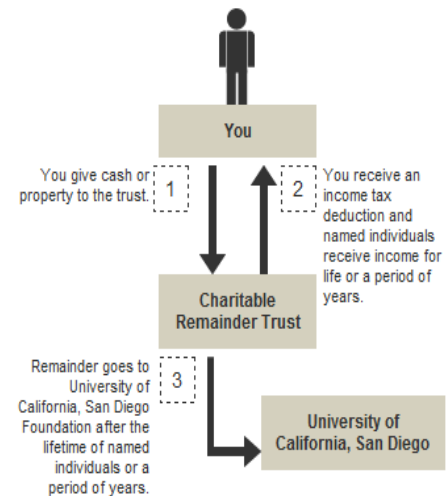 You
You give cash or
property to the trust.
1
2
You receive an
income tax
deduction and
named individuals
receive income for
life or a period of
years.
Charitable
Remainder Trust
Remainder goes to
University of
California, San Diego
Foundation after the
lifetime of named
individuals or a
period of years.
3
University of
California, San Diego